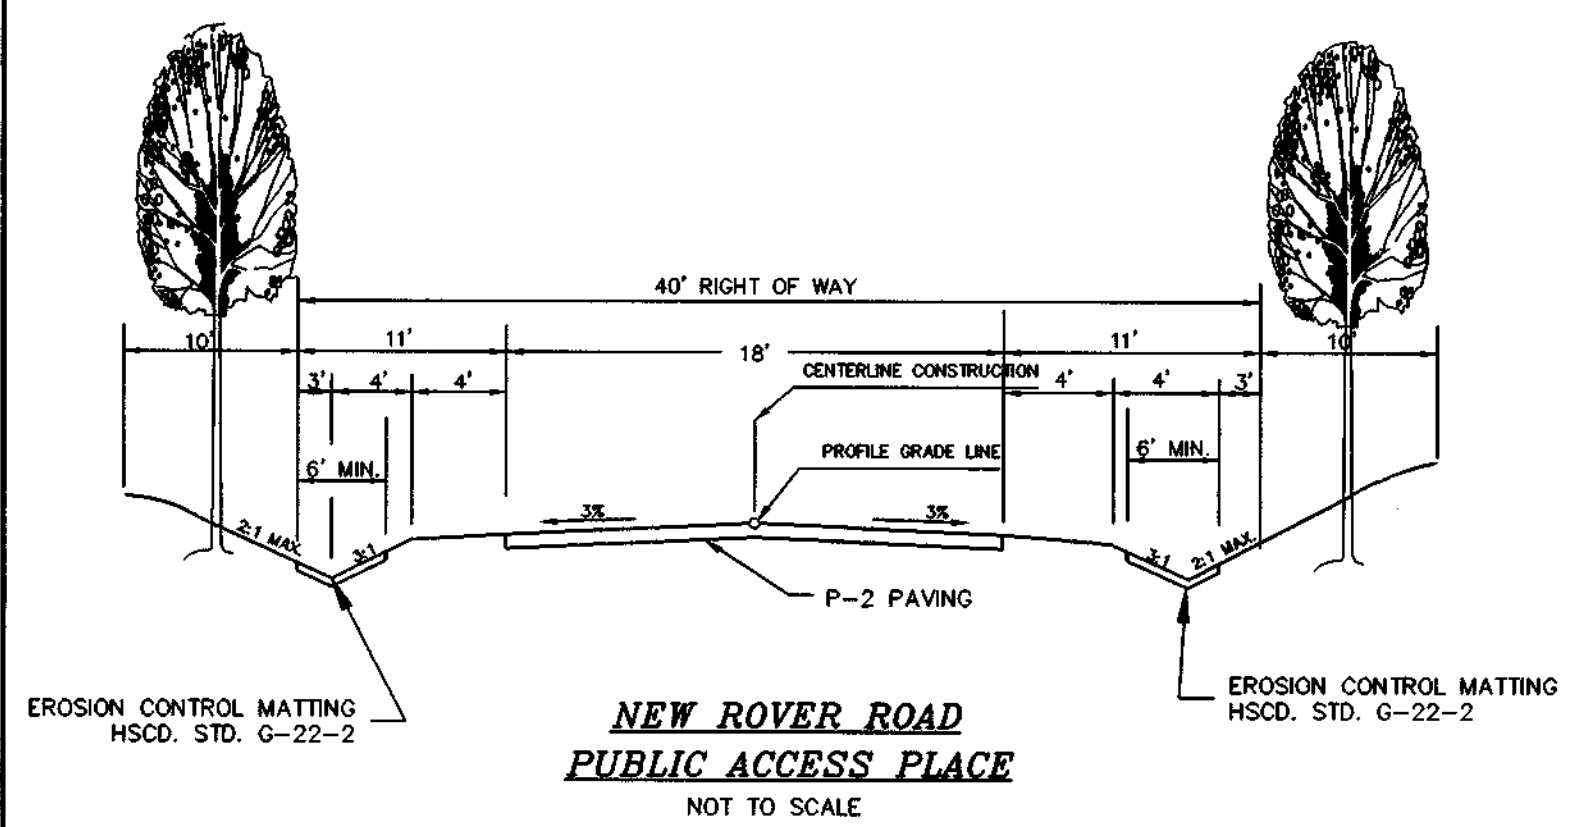 40' RIGHT OF WAY
10'
11'
18'
11'
10'
CENTERLINE CONSTRUCTION
3'
4'
4'
4'
4'
3'
PROFILE GRADE LINE
6' MIN.
6' MIN.
3%
3%
2:1 MAX.
3:1
3:1
2:1 MAX.
P-2 PAVING
EROSION CONTROL MATTING
HSCD. STD. G-22-2
EROSION CONTROL MATTING
HSCD. STD. G-22-2
NEW ROVER ROAD
PUBLIC ACCESS PLACE
NOT TO SCALE